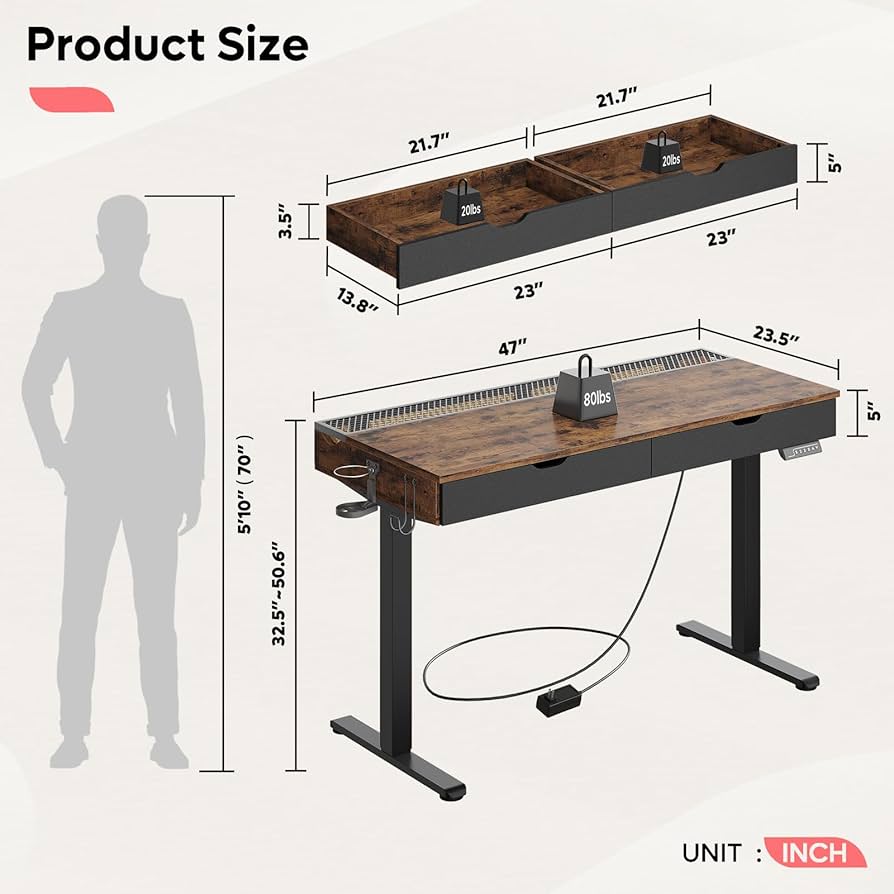 Product Size
21.7"
21.7"
20lbs
20lbs
5"
3.5"
13.8"
23"
23"
47"
23.5"
80lbs
5"
5'10" ( 70" )
32.5"~50.6"
UNIT : INCH